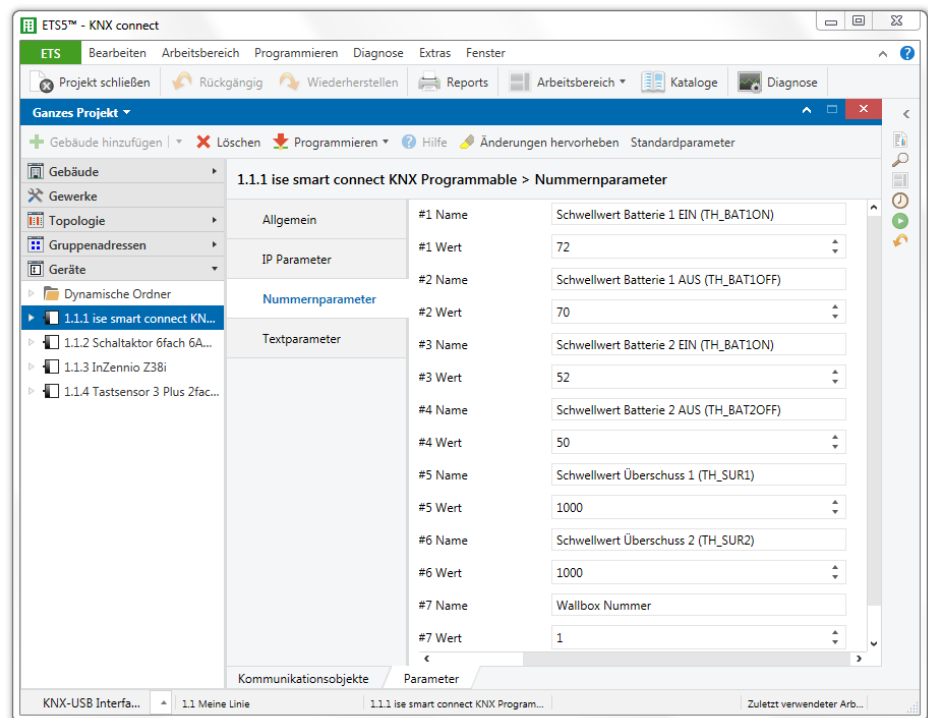 ETS5™ - KNX connect
ETS Bearbeiten Arbeitsbereich Programmieren Diagnose Extras Fenster
Projekt schließen Rückgängig Wiederherstellen Reports Arbeitsbereich Kataloge Diagnose
Ganzes Projekt
Gebäude hinzufügen Löschen Programmieren Hilfe Änderungen hervorheben Standardparameter
Gebäude
Gewerke
Topologie
Gruppenadressen
Geräte
Dynamische Ordner
1.1.1 ise smart connect KN...
1.1.2 Schaltaktor 6fach 6A...
1.1.3 InZennio Z38i
1.1.4 Tastsensor 3 Plus 2fac...
1.1.1 ise smart connect KNX Programmable > Nummernparameter
Allgemein
IP Parameter
Nummernparameter
Textparameter
#1 Name Schwellwert Batterie 1 EIN (TH_BAT1ON)
#1 Wert 72
#2 Name Schwellwert Batterie 1 AUS (TH_BAT1OFF)
#2 Wert 70
#3 Name Schwellwert Batterie 2 EIN (TH_BAT1ON)
#3 Wert 52
#4 Name Schwellwert Batterie 2 AUS (TH_BAT2OFF)
#4 Wert 50
#5 Name Schwellwert Überschuss 1 (TH_SUR1)
#5 Wert 1000
#6 Name Schwellwert Überschuss 2 (TH_SUR2)
#6 Wert 1000
#7 Name Wallbox Nummer
#7 Wert 1
Kommunikationsobjekte Parameter
KNX-USB Interfa... 1.1 Meine Linie 1.1.1 ise smart connect KNX Program... Zuletzt verwendeter Arb...